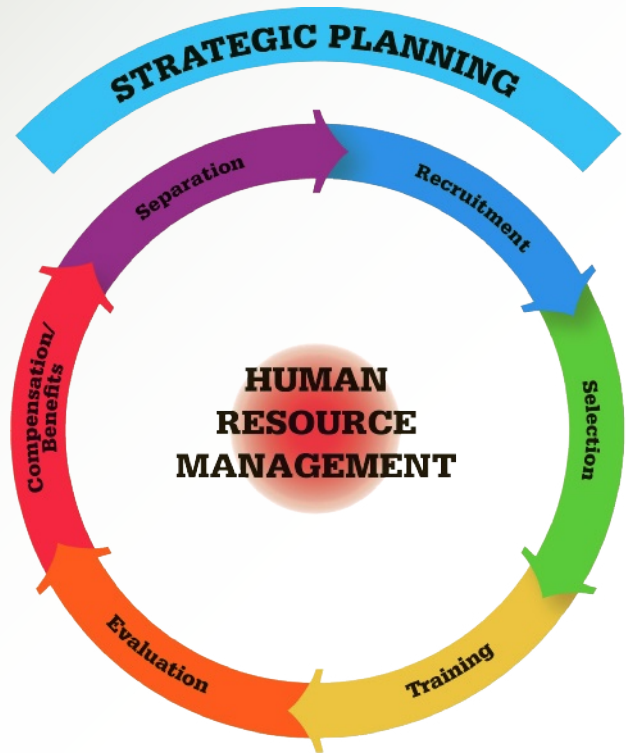 STRATEGIC PLANNING
Separation
Recruitment
Compensation/
Benefits
HUMAN
RESOURCE
MANAGEMENT
Selection
Evaluation
Training